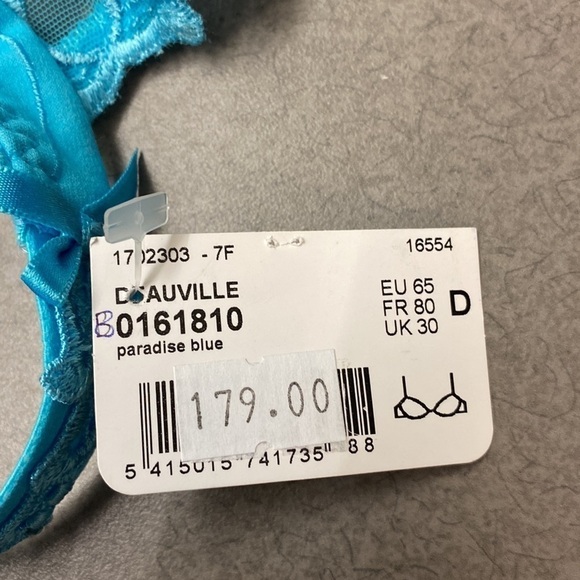 1702303 - 7F 16554
DEAUVILLE
B0161810
paradise blue
EU 65
FR 80 D
UK 30
179.00
5 415015 741735 88